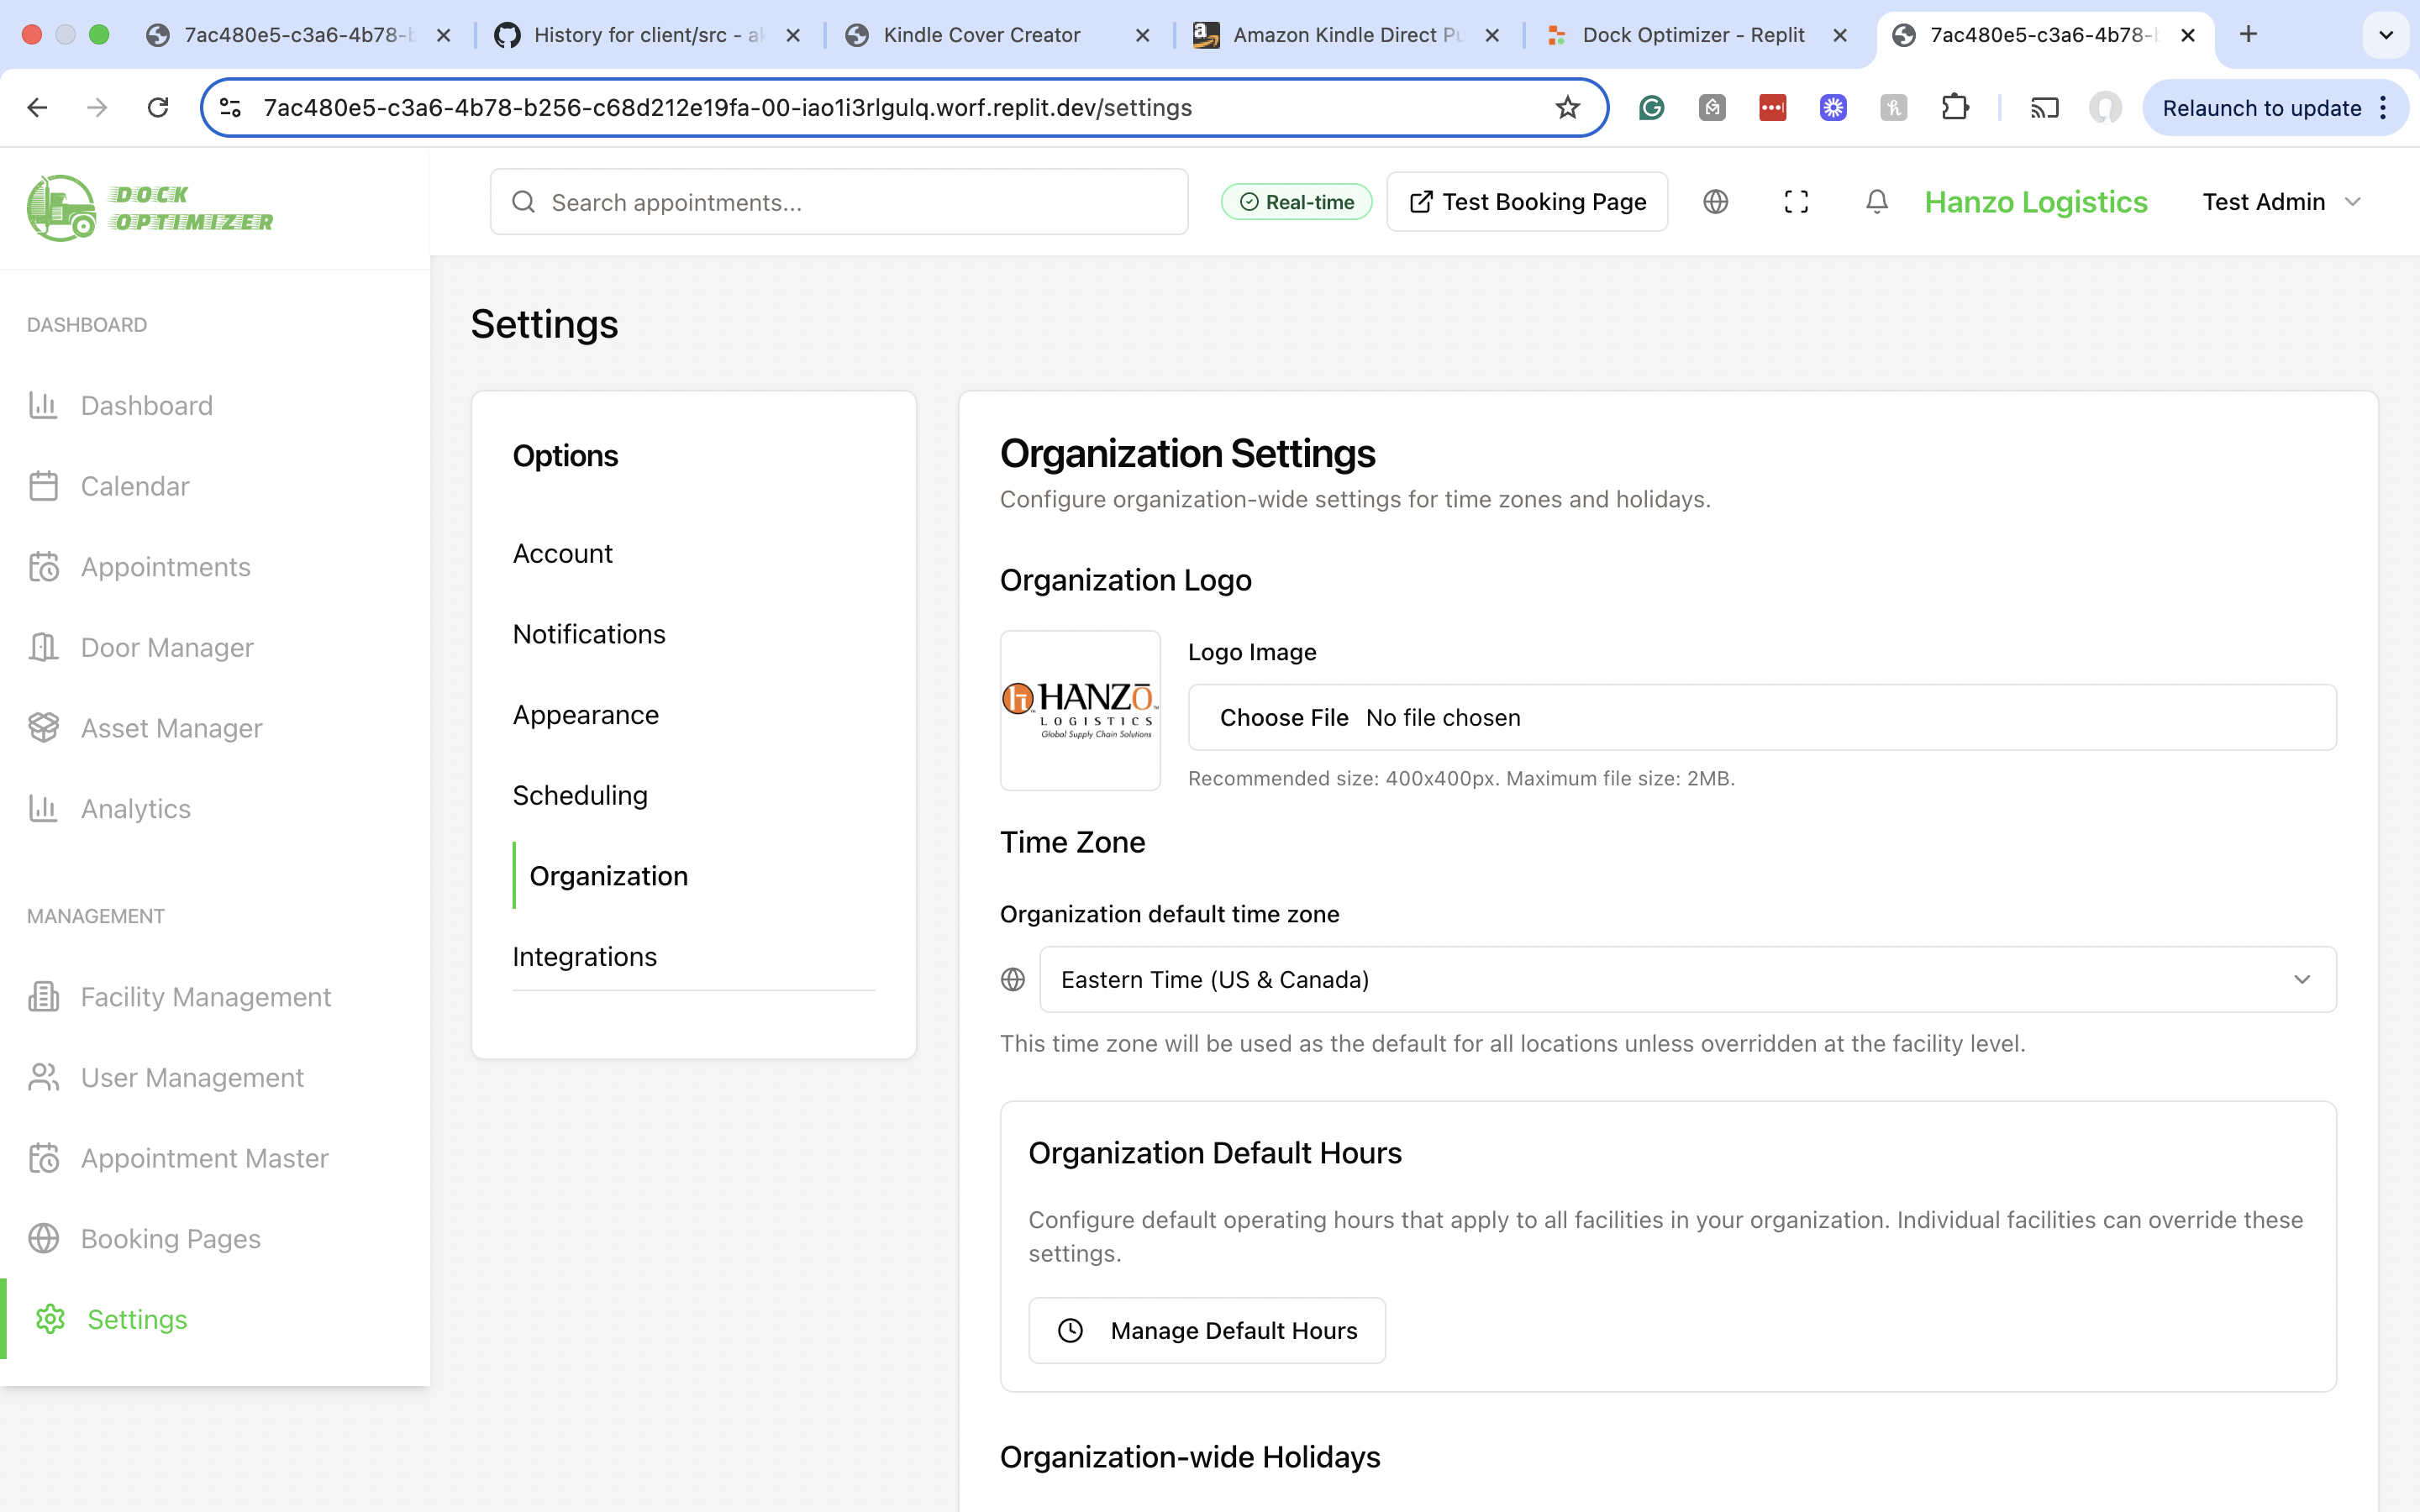 7ac480e5-c3a6-4b78-b
History for client/src - a
Kindle Cover Creator
Amazon Kindle Direct Pu
Dock Optimizer - Replit
7ac480e5-c3a6-4b78-b
7ac480e5-c3a6-4b78-b256-c68d212e19fa-00-iao1i3rlgulq.worf.replit.dev/settings
Relaunch to update
DOCK
OPTIMIZER
Search appointments...
Real-time
Test Booking Page
Hanzo Logistics
Test Admin
DASHBOARD
Dashboard
Calendar
Appointments
Door Manager
Asset Manager
Analytics
MANAGEMENT
Facility Management
User Management
Appointment Master
Booking Pages
Settings
Settings
Options
Account
Notifications
Appearance
Scheduling
Organization
Integrations
Organization Settings
Configure organization-wide settings for time zones and holidays.
Organization Logo
HANZŌ
LOGISTICS
Global Supply Chain Solutions
Logo Image
Choose File No file chosen
Recommended size: 400x400px. Maximum file size: 2MB.
Time Zone
Organization default time zone
Eastern Time (US & Canada)
This time zone will be used as the default for all locations unless overridden at the facility level.
Organization Default Hours
Configure default operating hours that apply to all facilities in your organization. Individual facilities can override these
settings.
Manage Default Hours
Organization-wide Holidays